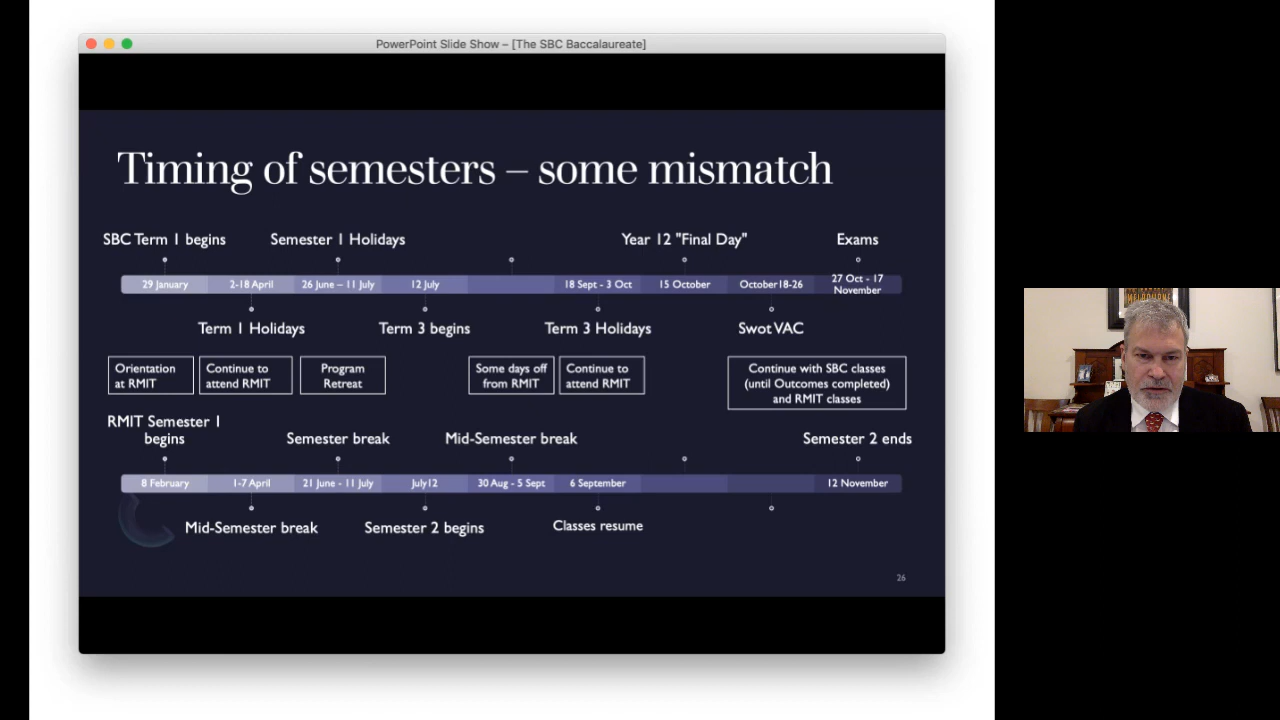 PowerPoint Slide Show – [The SBC Baccalaureate]
Timing of semesters – some mismatch
SBC Term 1 begins
Semester 1 Holidays
Year 12 "Final Day"
Exams
29 January
2-18 April
26 June – 11 July
12 July
18 Sept - 3 Oct
15 October
October18-26
27 Oct - 17
November
Term 1 Holidays
Term 3 begins
Term 3 Holidays
Swot VAC
Orientation
at RMIT
Continue to
attend RMIT
Program
Retreat
Some days off
from RMIT
Continue to
attend RMIT
Continue with SBC classes
(until Outcomes completed)
and RMIT classes
RMIT Semester 1
begins
Semester break
Mid-Semester break
Semester 2 ends
8 February
1-7 April
21 June - 11 July
July12
30 Aug - 5 Sept
6 September
12 November
Mid-Semester break
Semester 2 begins
Classes resume
26
MELBOURNE